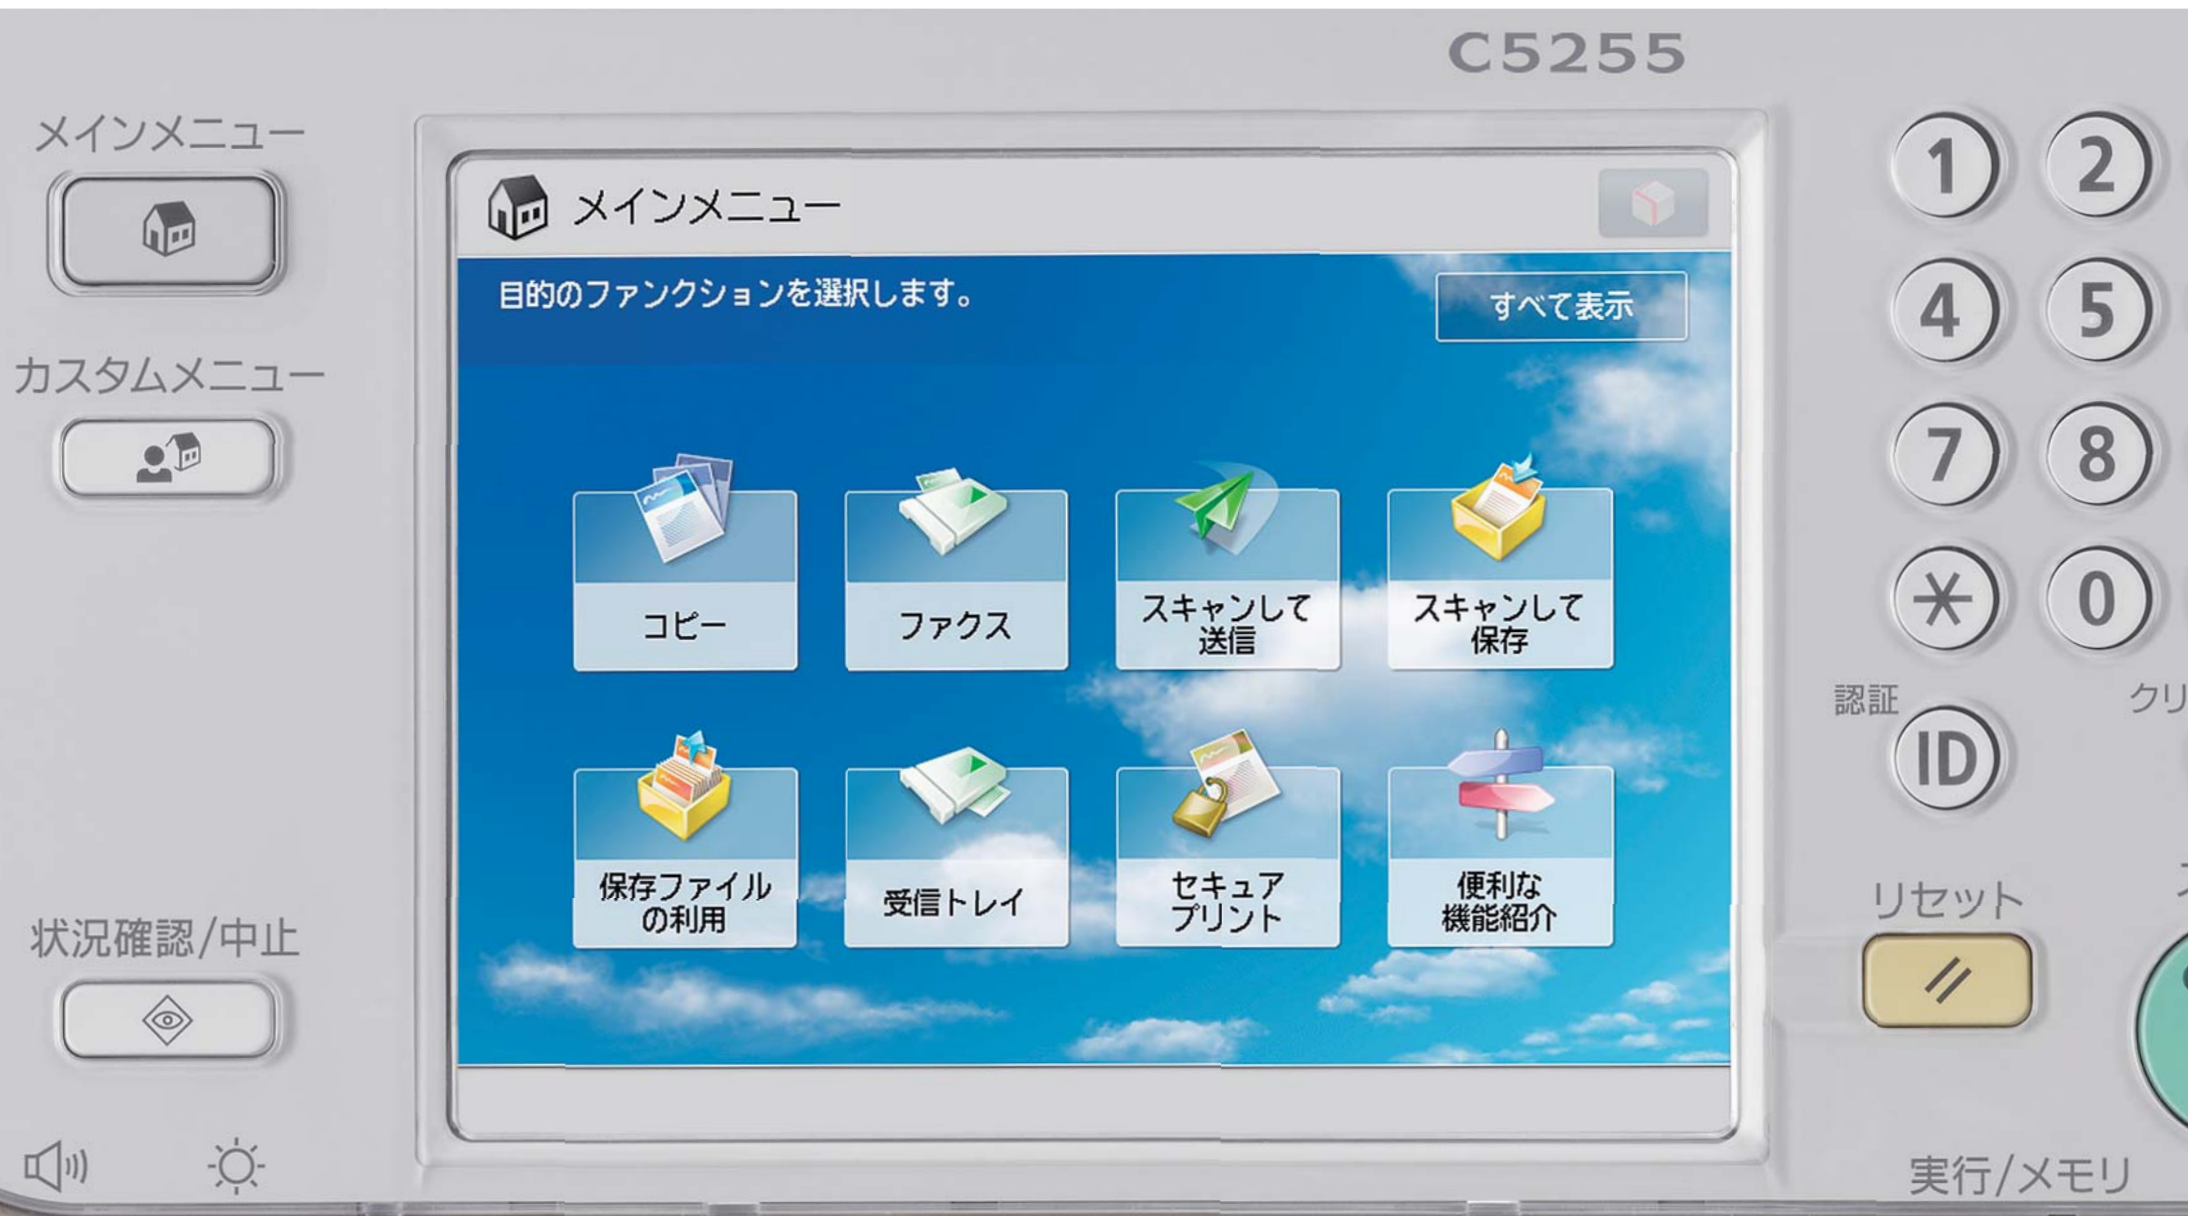 C5255
メインメニュー
カスタムメニュー
状況確認/中止
メインメニュー
目的のファンクションを選択します。
すべて表示
コピー
ファクス
スキャンして
送信
スキャンして
保存
保存ファイル
の利用
受信トレイ
セキュア
プリント
便利な
機能紹介
1
2
4
5
7
8
0
認証
クリ
ID
リセット
実行/メモリ